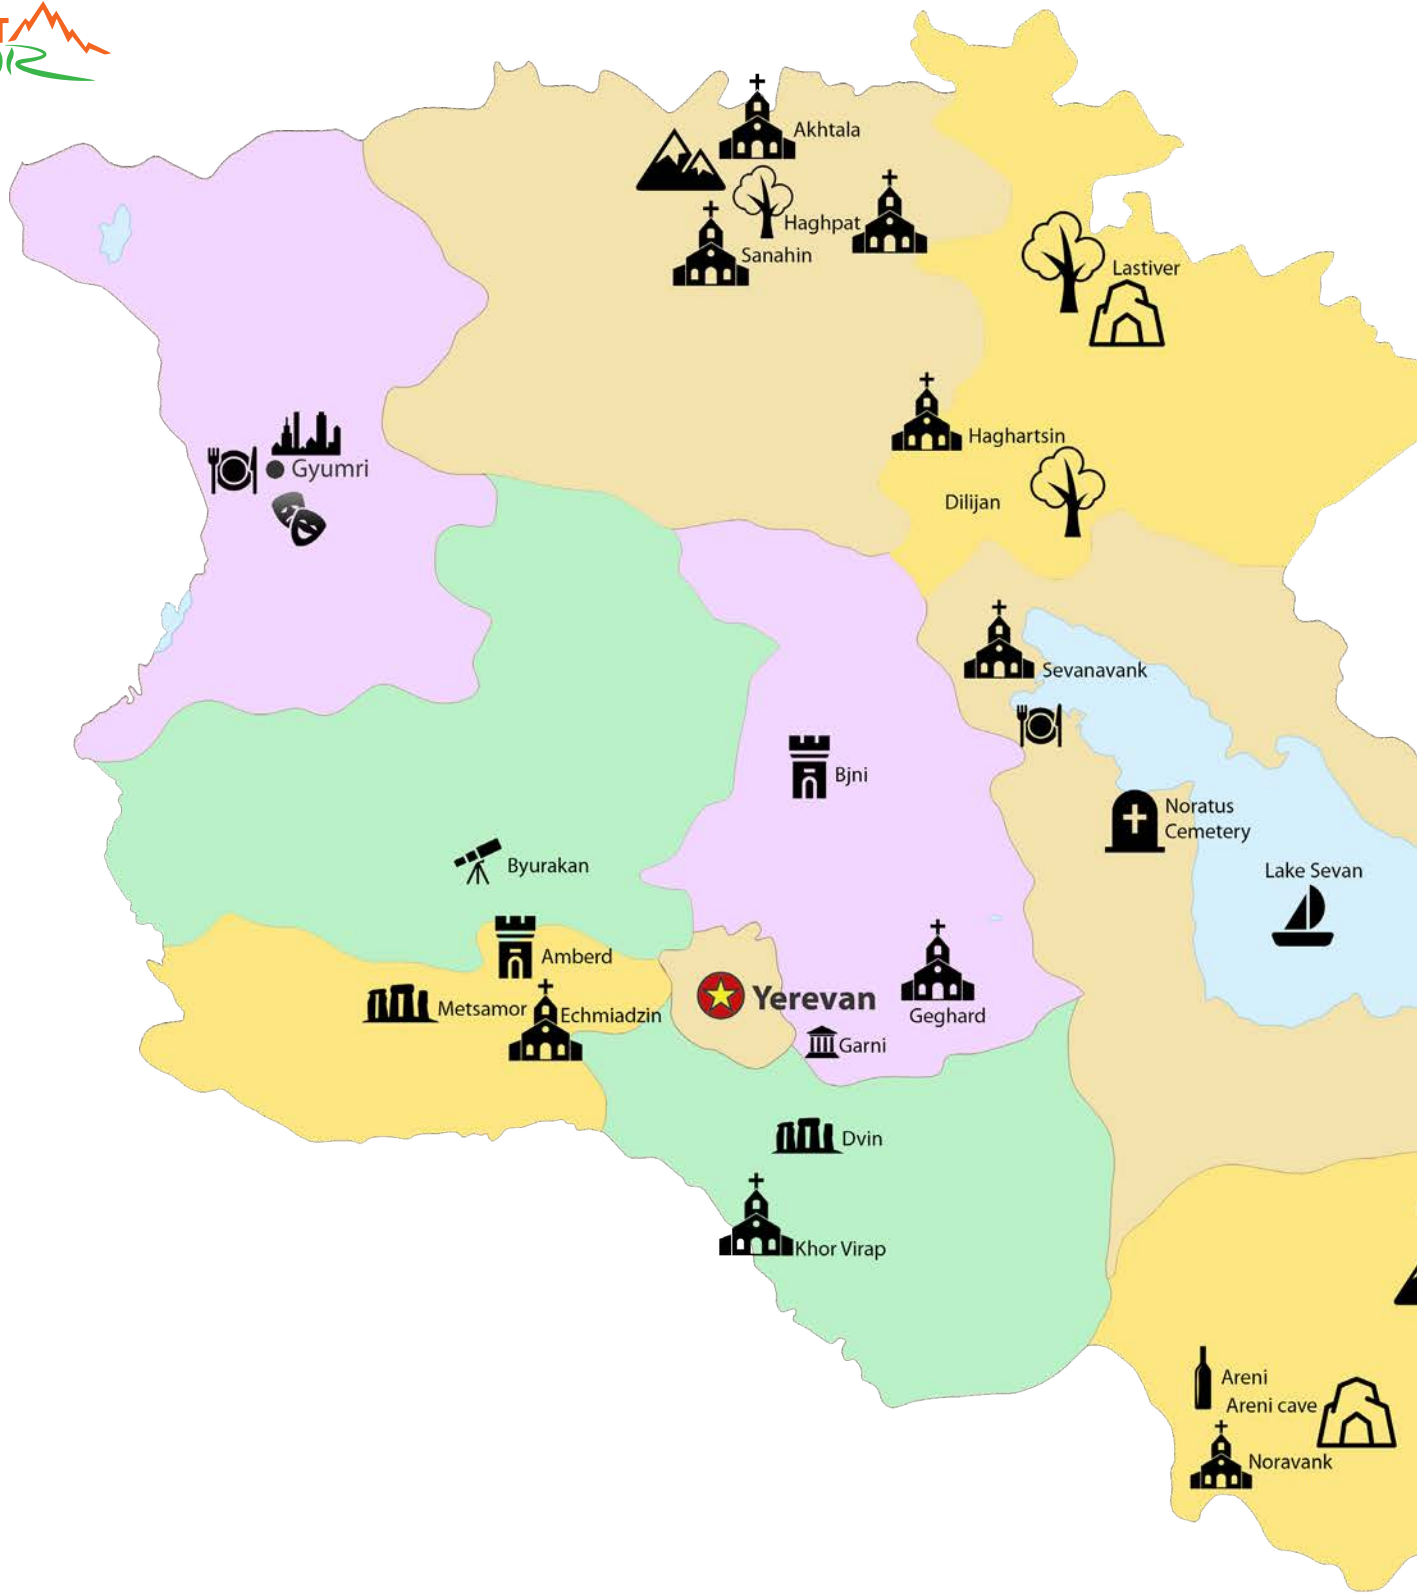 Akhtala
Haghpat
Sanahin
Lastiver
Haghartsin
Gyumri
Dilijan
Sevanavank
Bjni
Noratus
Cemetery
Byurakan
Lake Sevan
Amberd
Metsamor
Echmiadzin
Yerevan
Geghard
Garni
Dvin
Khor Virap
Areni
Areni cave
Noravank